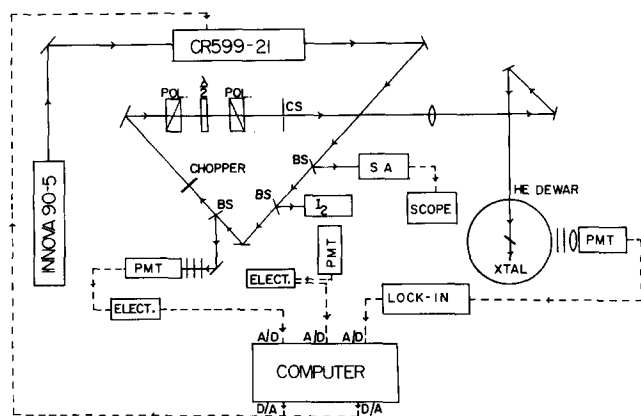 CR599-21
POL
λ
2
POL
CS
CHOPPER
BS
BS
BS
SA
I2
SCOPE
HE DEWAR
XTAL
PMT
INNOVA 90-5
PMT
PMT
ELECT.
ELECT.
LOCK-IN
A/D
A/D
A/D
COMPUTER
D/A
D/A